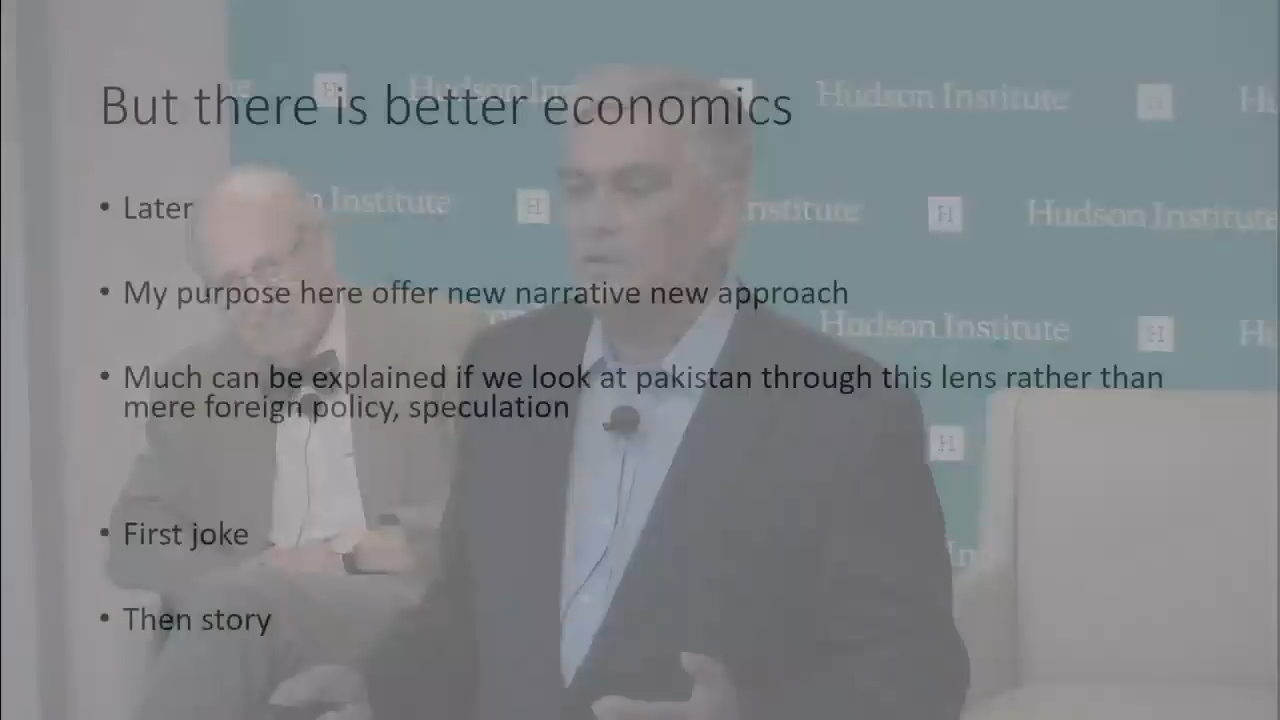 But there is better economics
Hudson Institute
Hudson Institute
• Later
Institute
H
nstitute
H
Hudson Institute
• My purpose here offer new narrative new approach
Hudson Institute
H
• Much can be explained if we look at pakistan through this lens rather than
mere foreign policy, speculation
H
• First joke
• Then story